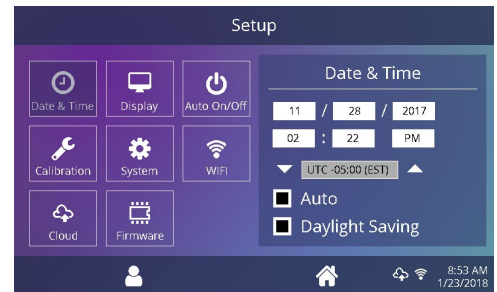 Setup
Date & Time
Display
Auto On/Off
Calibration
System
WIFI
Cloud
Firmware
Date & Time
11 / 28 / 2017
02 : 22 PM
UTC -05:00 (EST)
Auto
Daylight Saving
8:53 AM
1/23/2018